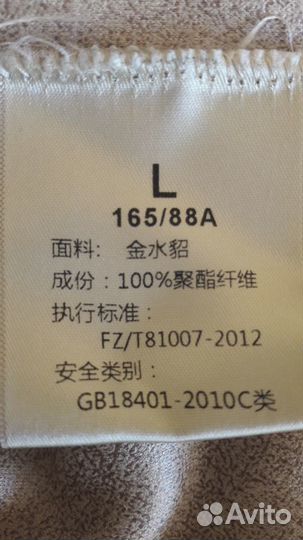 L
165/88A
面料: 金水貂
成份: 100%聚酯纤维
执行标准:
FZ/T81007-2012
安全类别:
GB18401-2010C类
Avito